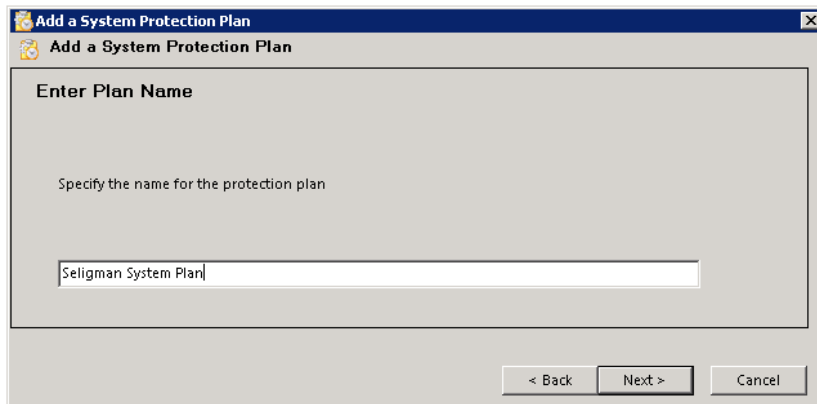 Add a System Protection Plan
Add a System Protection Plan
Enter Plan Name
Specify the name for the protection plan
Seligman System Plan
< Back Next > Cancel